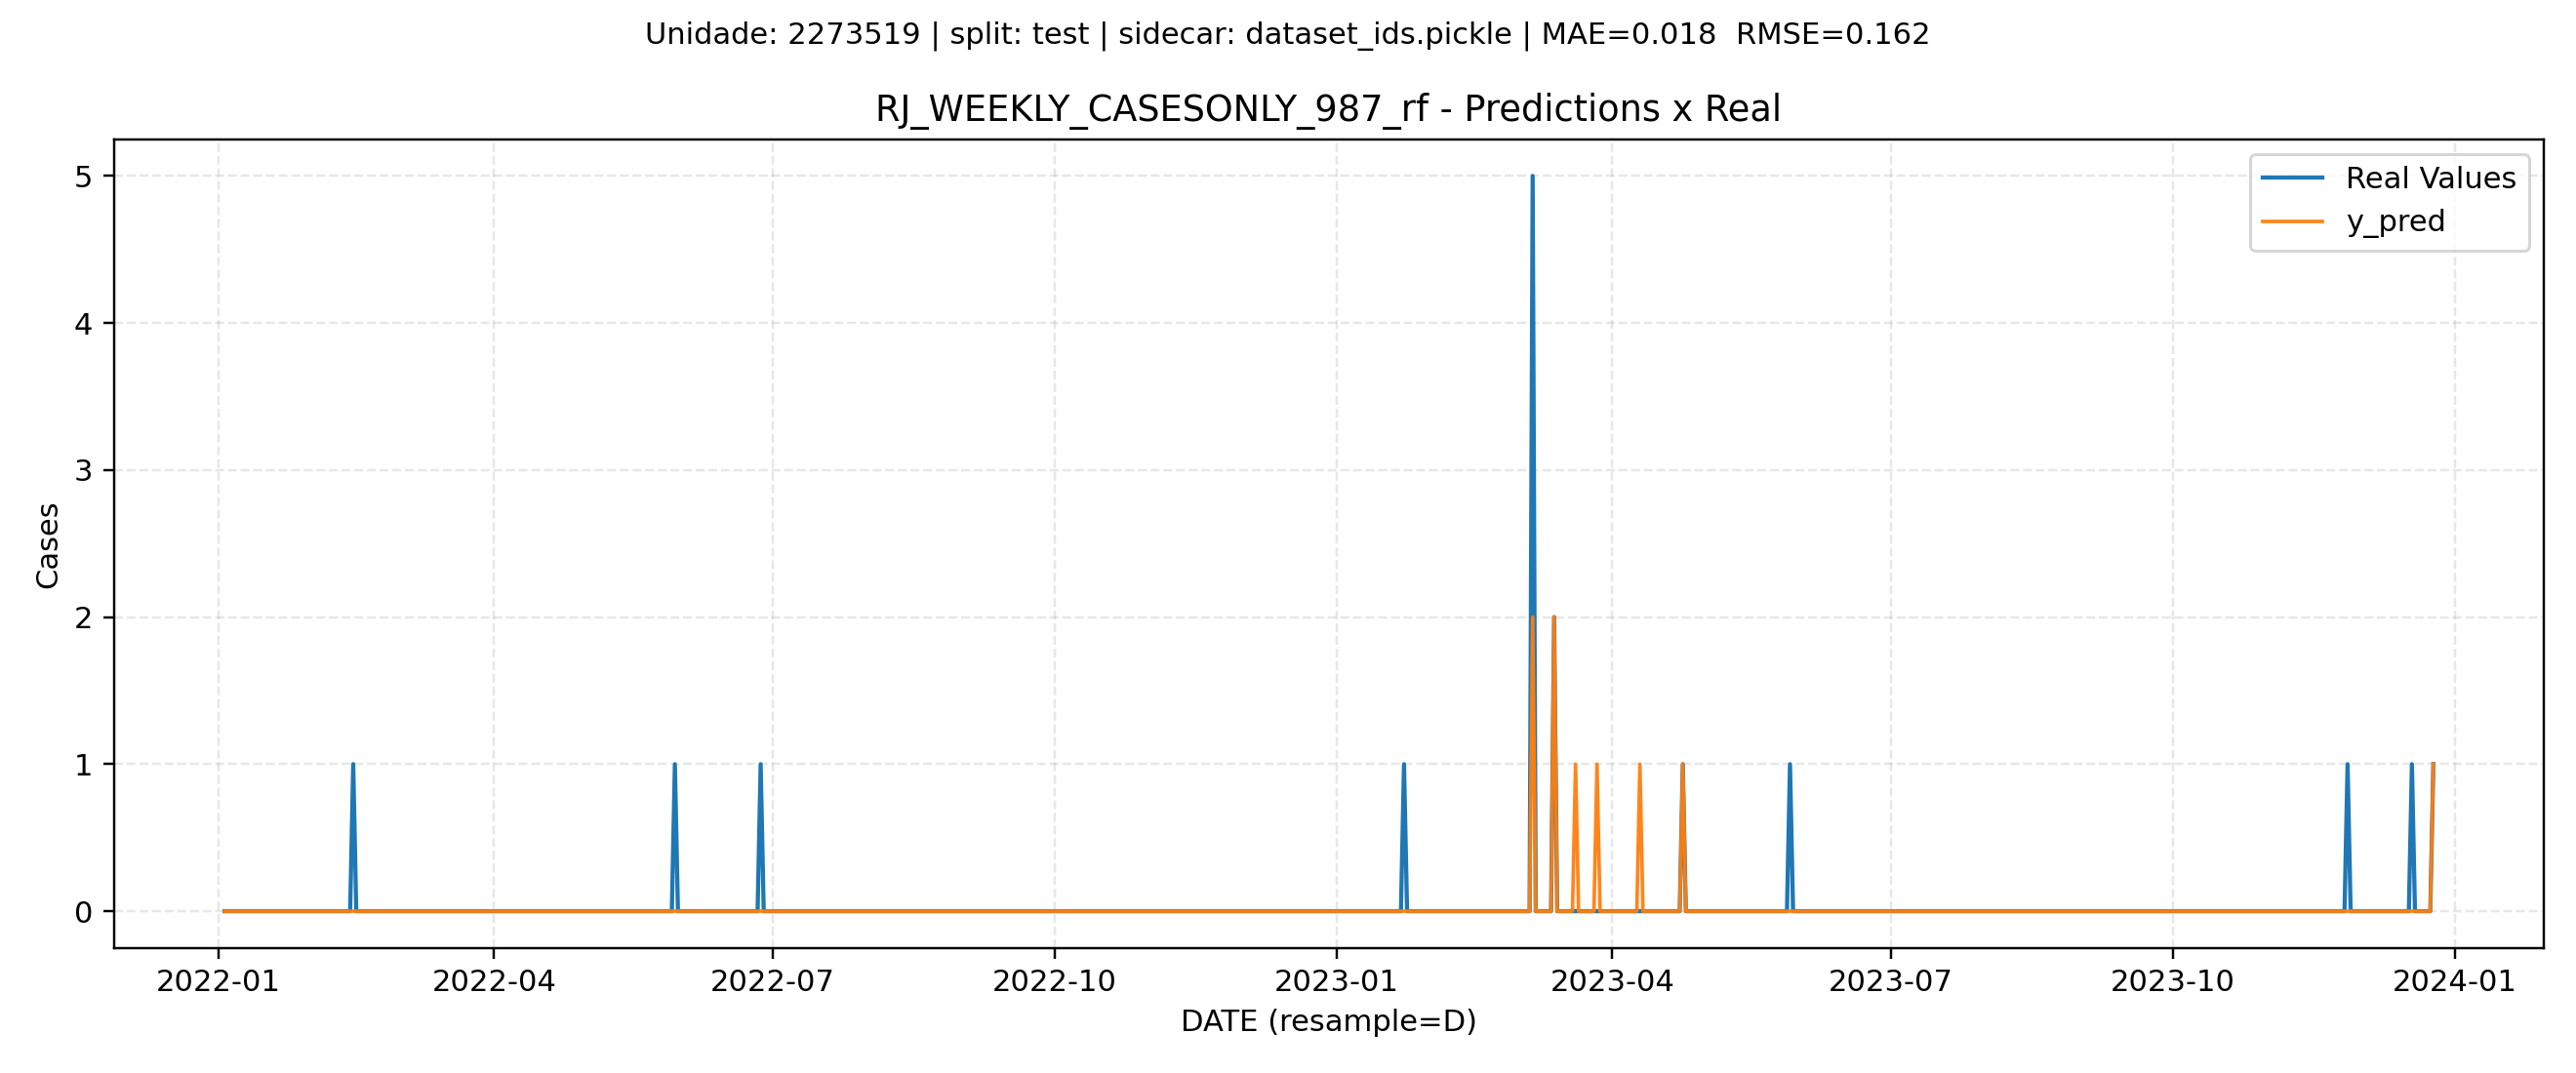 Unidade: 2273519 | split: test | sidecar: dataset_ids.pickle | MAE=0.018  RMSE=0.162
RJ_WEEKLY_CASESONLY_987_rf - Predictions x Real
Real Values
y_pred
5
4
3
2
1
0
Cases
2022-01 2022-04 2022-07 2022-10 2023-01 2023-04 2023-07 2023-10 2024-01
DATE (resample=D)